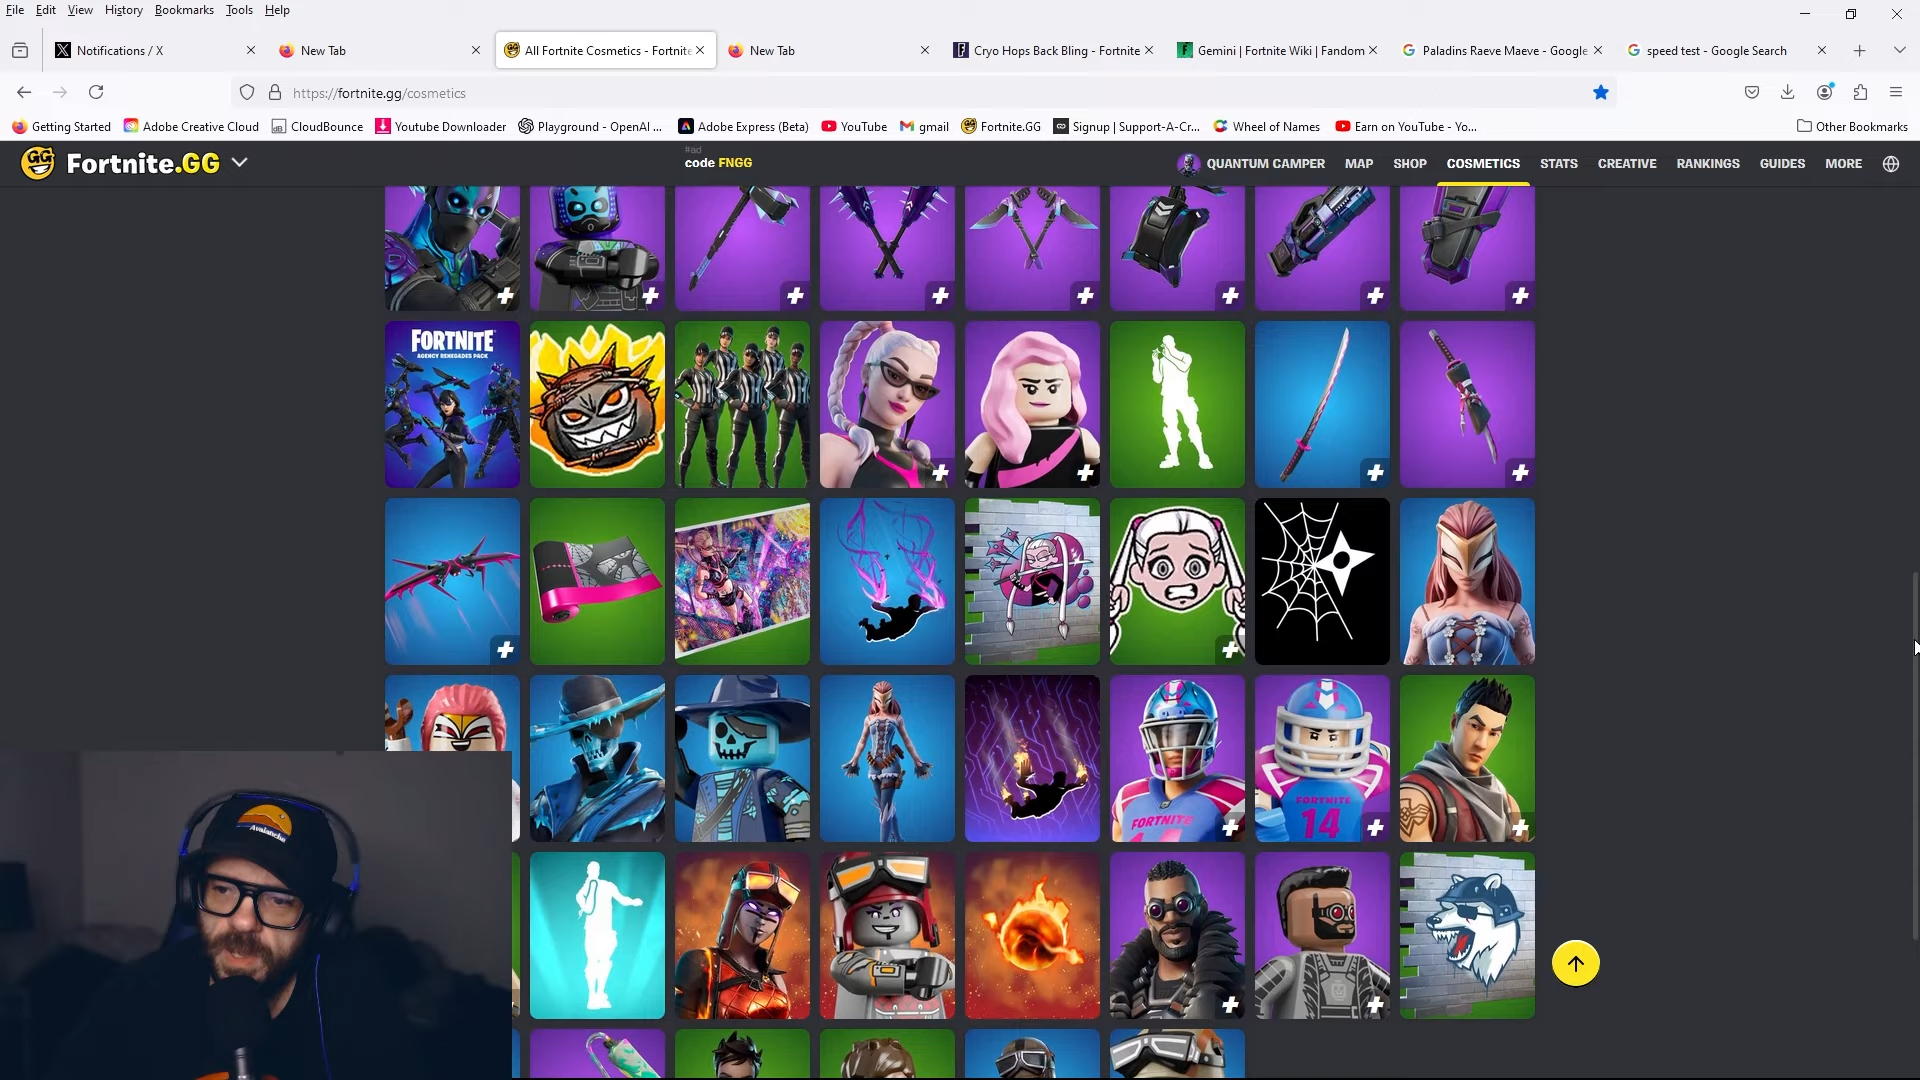 File Edit View History Bookmarks Tools Help
Notifications / X
New Tab
All Fortnite Cosmetics - Fortnite
New Tab
Cryo Hops Back Bling - Fortnite
Gemini | Fortnite Wiki | Fandom
Paladins Raeve Maeve - Google
speed test - Google Search
https://fortnite.gg/cosmetics
Getting Started
Adobe Creative Cloud
CloudBounce
Youtube Downloader
Playground - OpenAI ...
Adobe Express (Beta)
YouTube
gmail
Fortnite.GG
Signup | Support-A-Cr...
Wheel of Names
Earn on YouTube - Yo...
Other Bookmarks
GG
Fortnite.GG
#ad
code FNGG
QUANTUM CAMPER MAP SHOP COSMETICS STATS CREATIVE RANKINGS GUIDES MORE
FORTNITE
AGENCY RENEGADES PACK
FORTNITE
FORTNITE
14
Avalanche